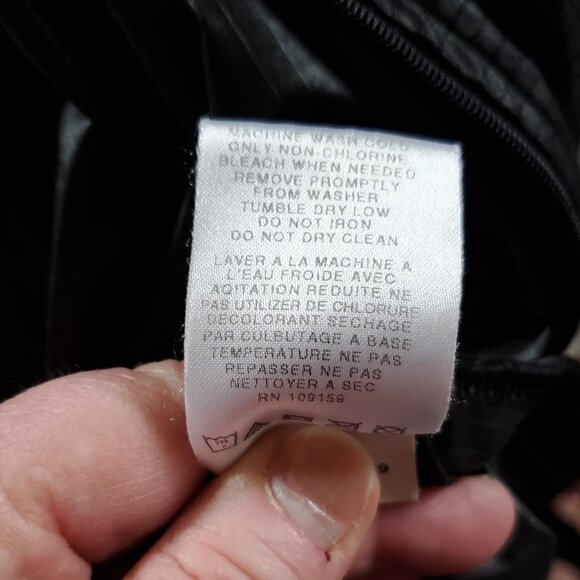 MACHINE WASH COLD
ONLY NON-CHLORINE
BLEACH WHEN NEEDED
REMOVE PROMPTLY
FROM WASHER
TUMBLE DRY LOW
DO NOT IRON
DO NOT DRY CLEAN
LAVER A LA MACHINE A
L'EAU FROIDE AVEC
AGITATION REDUITE NE
PAS UTILIZER DE CHLORURE
DECOLORANT SECHAGE
PAR CULBUTAGE A BASE
TEMPERATURE NE PAS
REPASSER NE PAS
NETTOYER A SEC
RN 109159